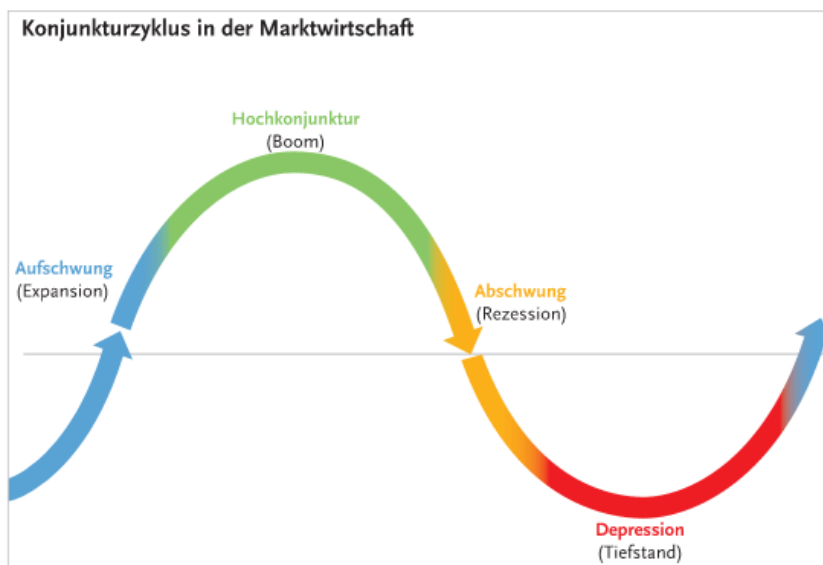 Konjunkturzyklus in der Marktwirtschaft
Hochkonjunktur
(Boom)
Aufschwung
(Expansion)
Abschwung
(Rezession)
Depression
(Tiefstand)